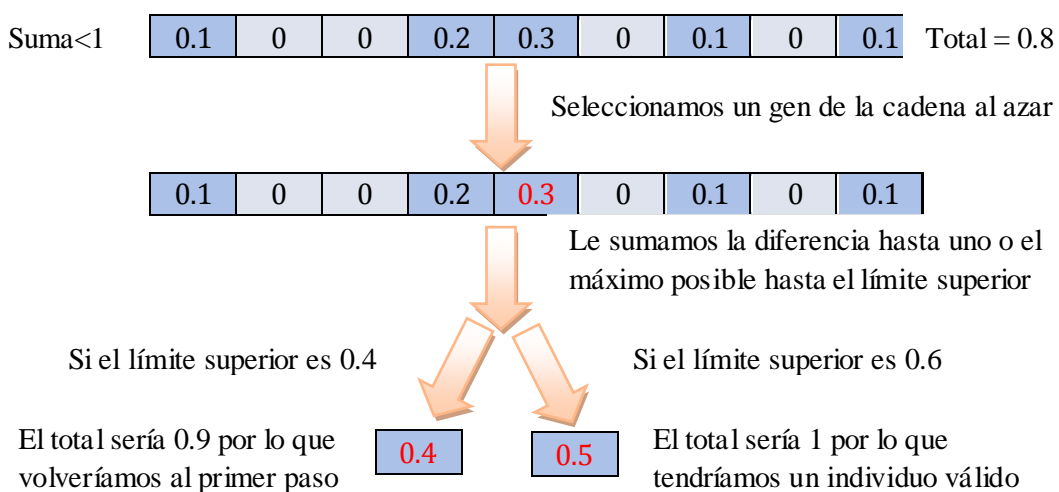 Suma<1 0.1 0 0 0.2 0.3 0 0.1 0 0.1 Total = 0.8
Seleccionamos un gen de la cadena al azar
0.1 0 0 0.2 0.3 0 0.1 0 0.1
Le sumamos la diferencia hasta uno o el
máximo posible hasta el límite superior
Si el límite superior es 0.4
Si el límite superior es 0.6
El total sería 0.9 por lo que
volveríamos al primer paso
0.4
0.5
El total sería 1 por lo que
tendríamos un individuo válido